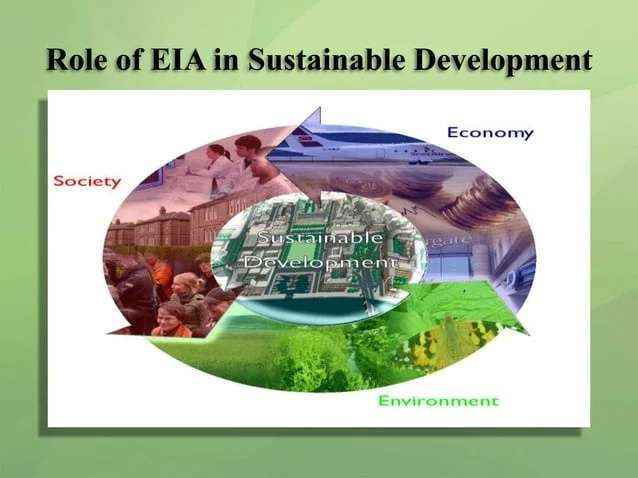 Role of EIA in Sustainable Development
Economy
Society
Sustainable
Development
Environment